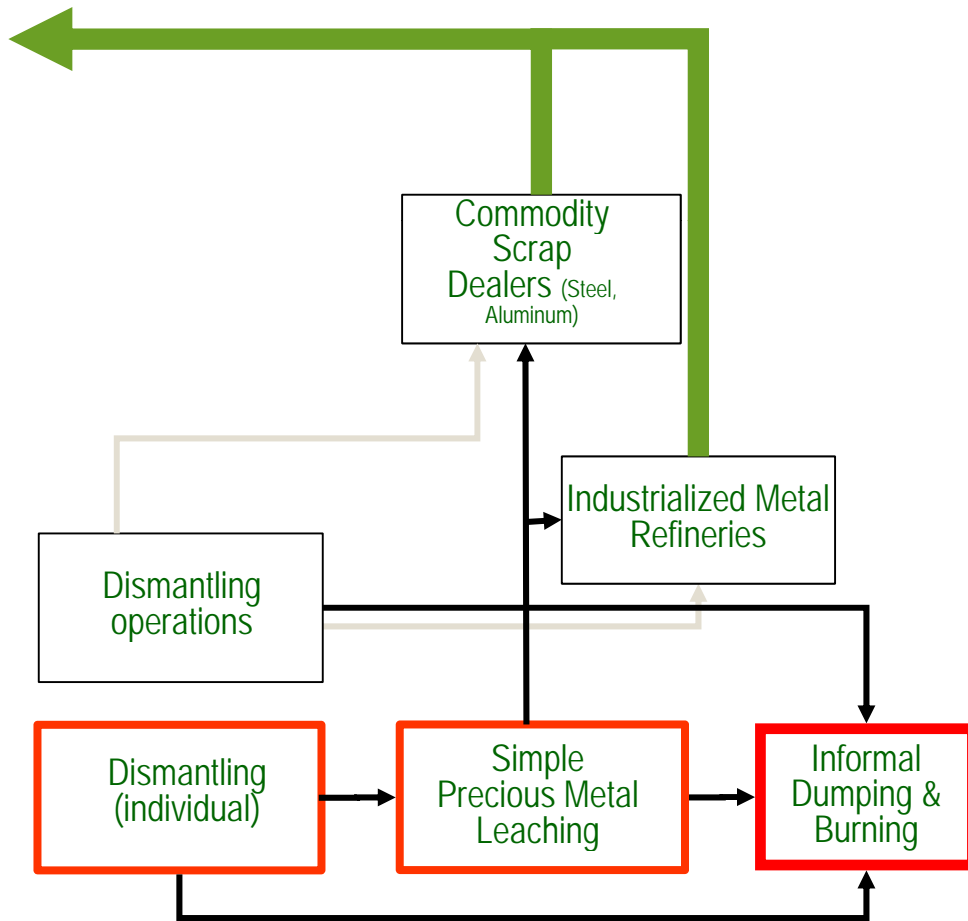 Commodity
Scrap
Dealers (Steel,
Aluminum)
Industrialized Metal
Refineries
Dismantling
operations
Dismantling
(individual)
Simple
Precious Metal
Leaching
Informal
Dumping &
Burning